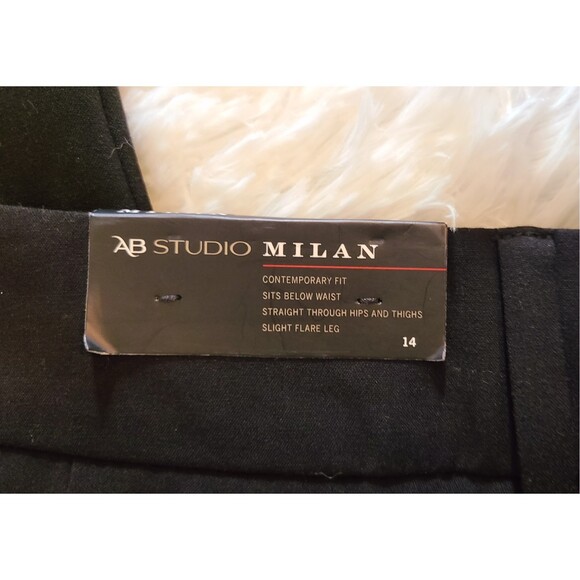 AB STUDIO MILAN
CONTEMPORARY FIT
SITS BELOW WAIST
STRAIGHT THROUGH HIPS AND THIGHS
SLIGHT FLARE LEG
14